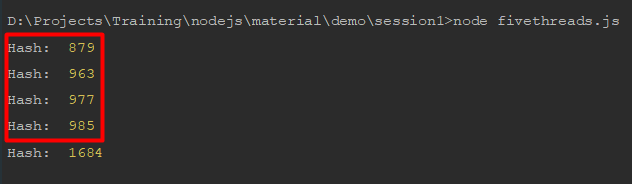 D:\Projects\Training\nodejs\material\demo\session1>node fivethreads.js
Hash:  879
Hash:  963
Hash:  977
Hash:  985
Hash:  1684